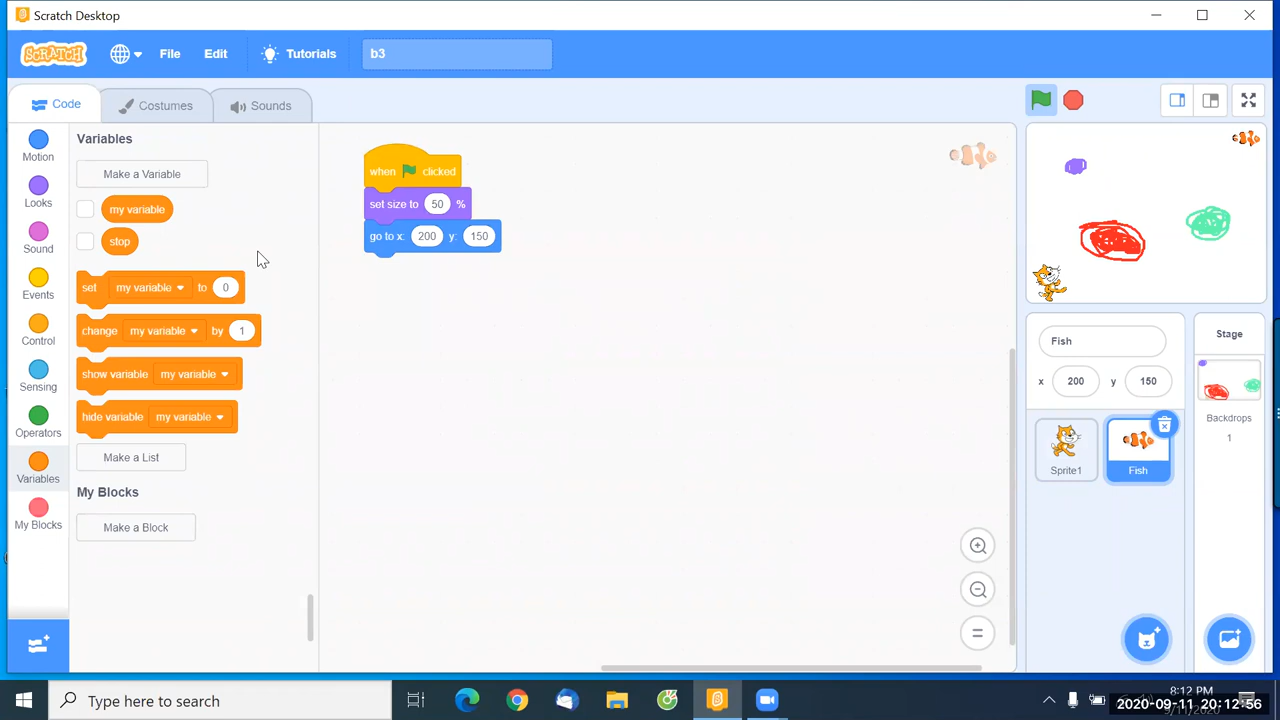 Scratch Desktop
SCRATCH File Edit Tutorials b3
Code Costumes Sounds
Motion
Looks
Sound
Events
Control
Sensing
Operators
Variables
My Blocks
Variables
Make a Variable
my variable
stop
set my variable to 0
change my variable by 1
show variable my variable
hide variable my variable
Make a List
My Blocks
Make a Block
when clicked
set size to 50 %
go to x: 200 y: 150
Fish
x 200 y 150
Sprite1
Fish
Stage
Backdrops
1
Type here to search
8:12 PM
2020-09-11 20:12:56
9/11/2020